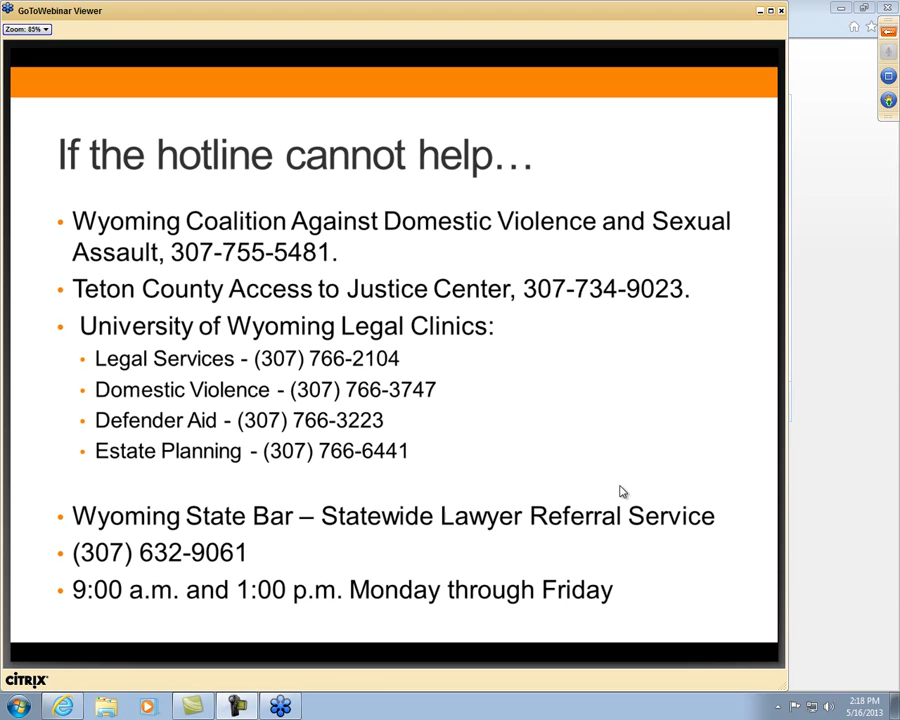 GoToWebinar Viewer
Zoom: 85%
If the hotline cannot help…
• Wyoming Coalition Against Domestic Violence and Sexual
Assault, 307-755-5481.
• Teton County Access to Justice Center, 307-734-9023.
• University of Wyoming Legal Clinics:
• Legal Services - (307) 766-2104
• Domestic Violence - (307) 766-3747
• Defender Aid - (307) 766-3223
• Estate Planning - (307) 766-6441
• Wyoming State Bar – Statewide Lawyer Referral Service
• (307) 632-9061
• 9:00 a.m. and 1:00 p.m. Monday through Friday
CITRIX
2:18 PM
5/16/2013